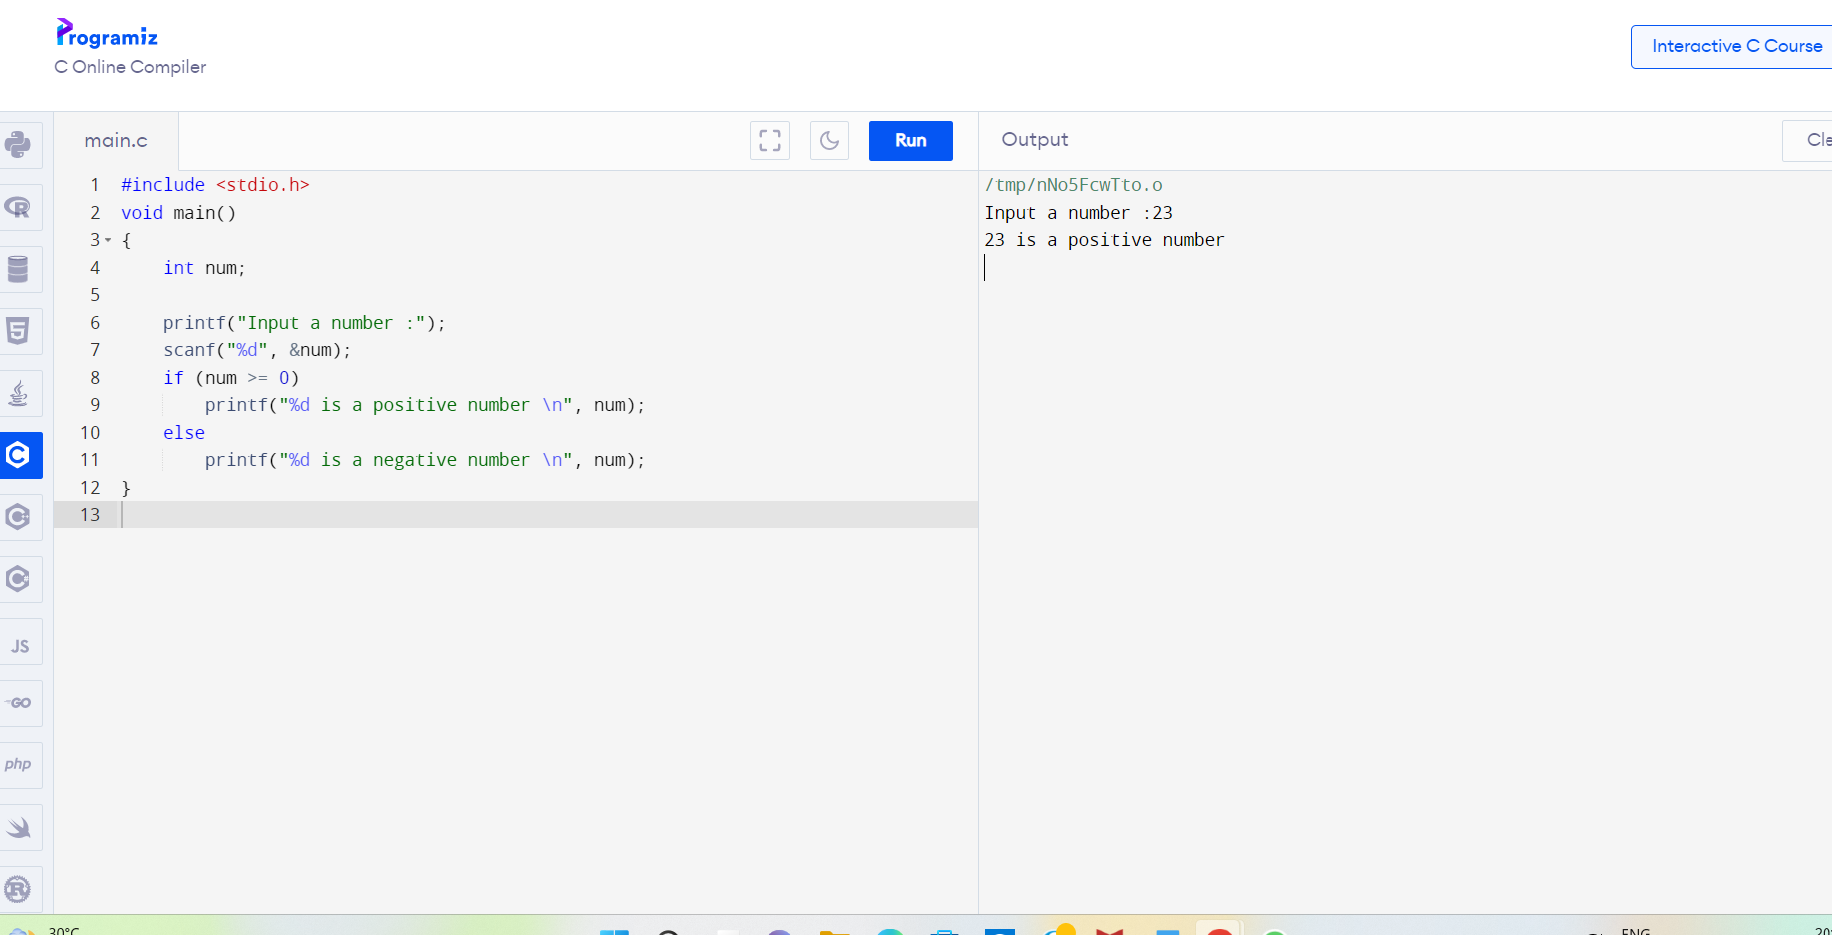 Programiz
C Online Compiler
Interactive C Course
main.c
Run
Output
1 #include <stdio.h>
2 void main()
3 {
4     int num;
5
6     printf("Input a number :");
7     scanf("%d", &num);
8     if (num >= 0)
9         printf("%d is a positive number \n", num);
10     else
11         printf("%d is a negative number \n", num);
12 }
13
/tmp/nNo5FcwTto.o
Input a number :23
23 is a positive number
R
5
C
JS
GO
php
R
30°C
ENG